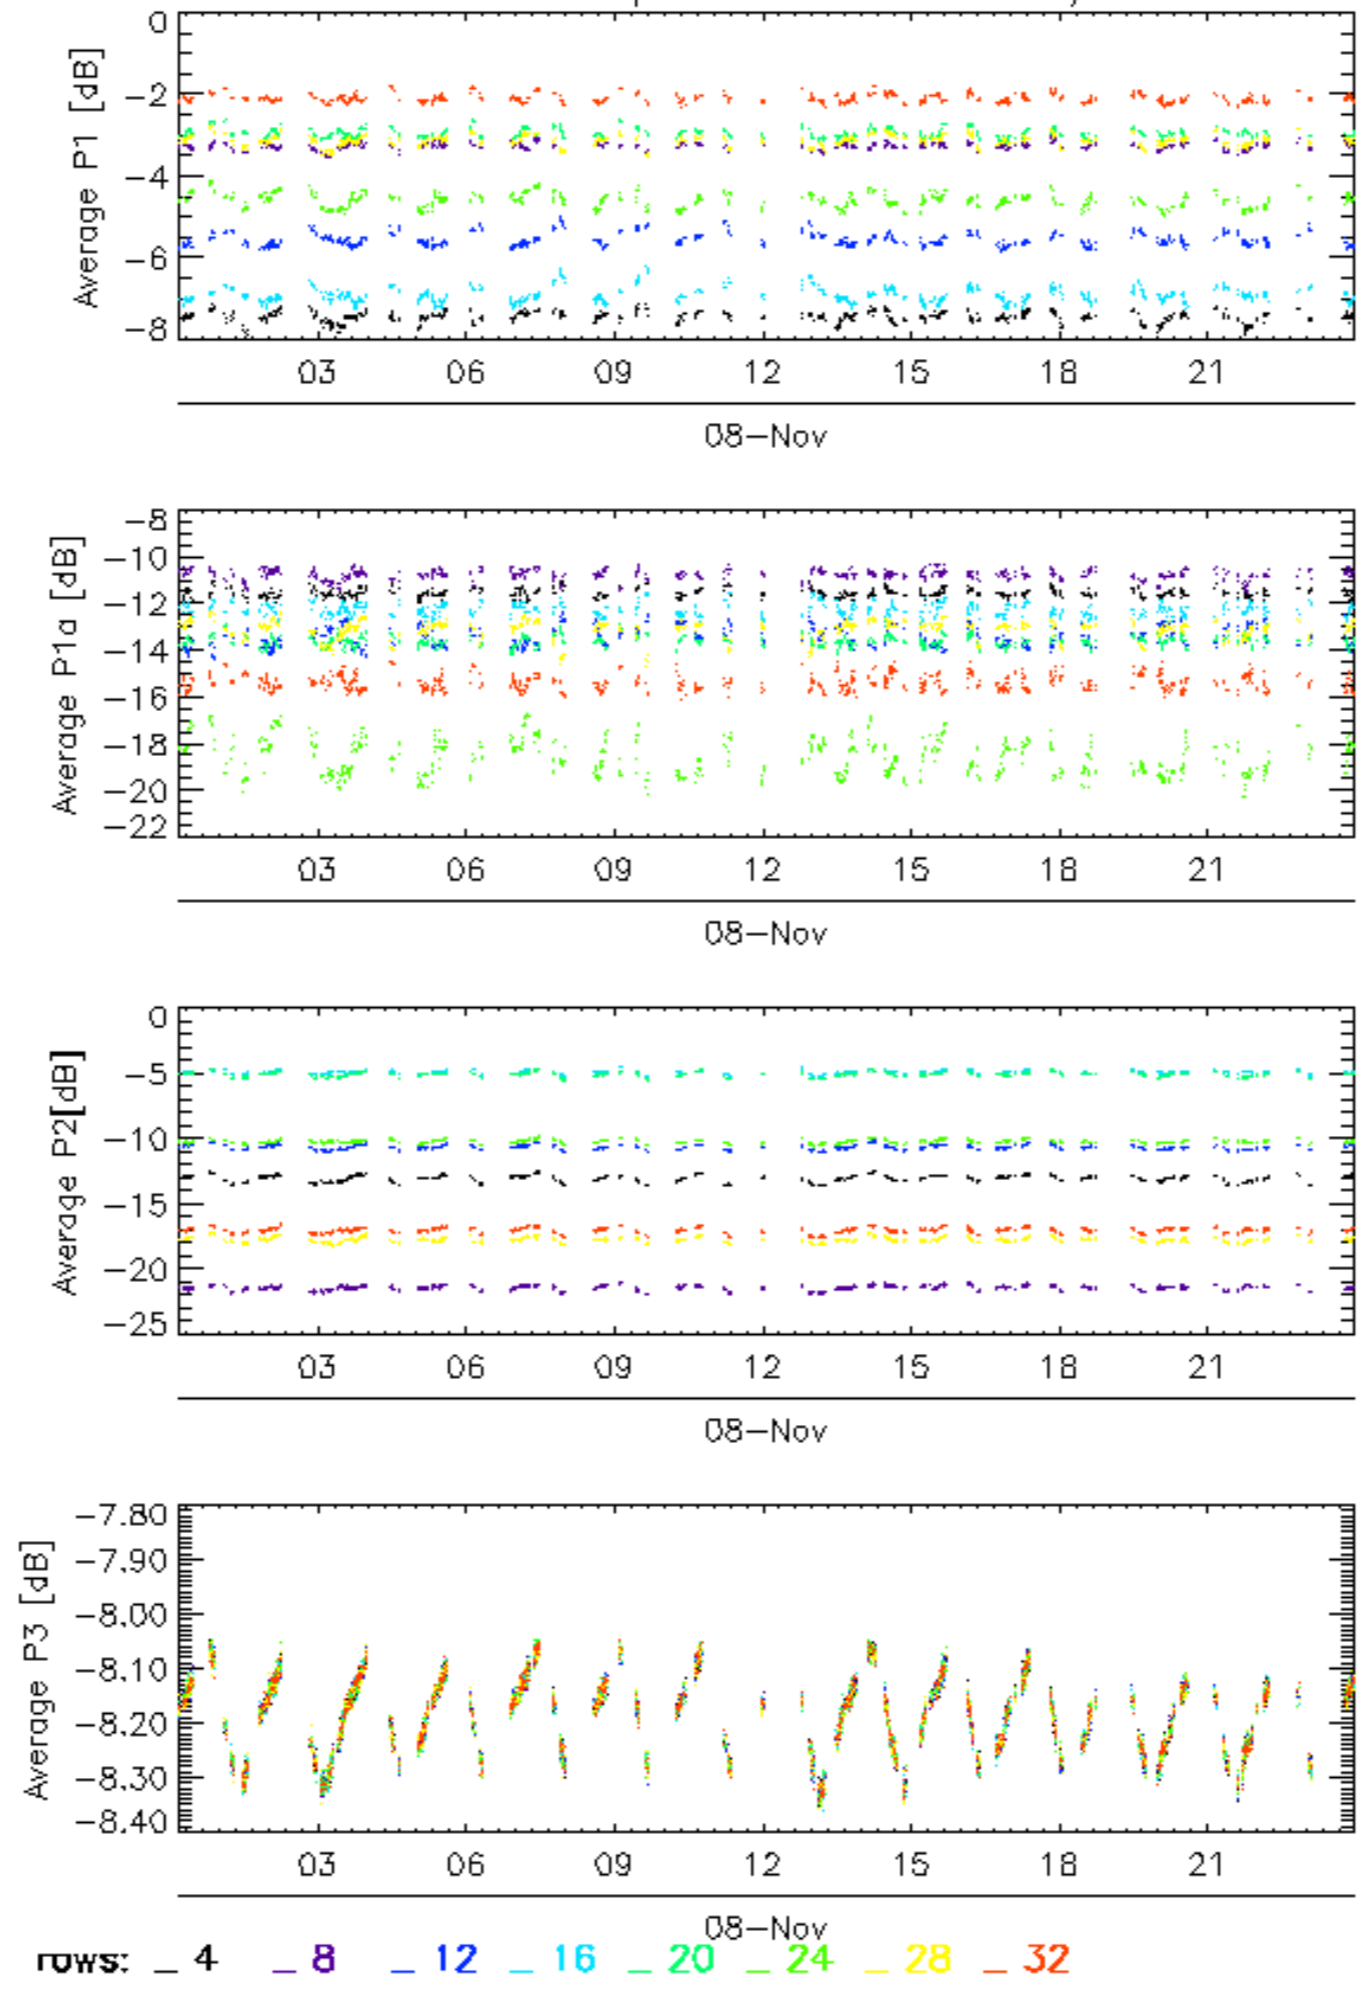 Average P1 [dB]
0
−2
−4
−6
−8
03 06 09 12 15 18 21
08−Nov
Average P1a [dB]
−8
−10
−12
−14
−16
−18
−20
−22
03 06 09 12 15 18 21
08−Nov
Average P2[dB]
0
−5
−10
−15
−20
−25
03 06 09 12 15 18 21
08−Nov
Average P3 [dB]
−7.80
−7.90
−8.00
−8.10
−8.20
−8.30
−8.40
03 06 09 12 15 18 21
08−Nov
rows: _ 4 _ 8 _ 12 _ 16 _ 20 _ 24 _ 28 _ 32